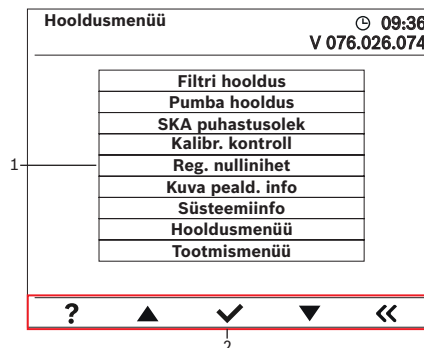 Hooldusmenüü 09:36
V 076.026.074
Filtri hooldus
Pumba hooldus
SKA puhastusolek
Kalibr. kontroll
1 Reg. nullinihet
Kuva peald. info
Süsteemiinfo
Hooldusmenüü
Tootmismenüü
?
2